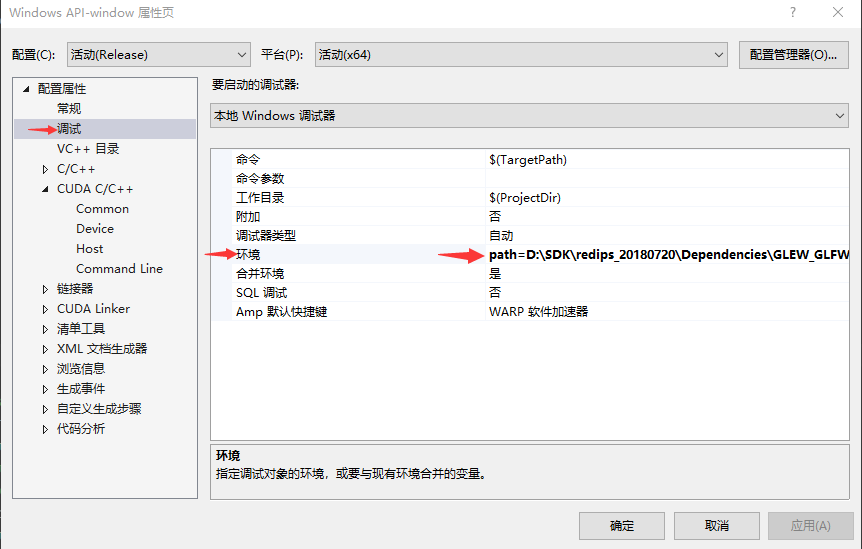 Windows API-window 属性页
配置(C): 活动(Release) 平台(P): 活动(x64) 配置管理器(O)...
配置属性
常规
调试
VC++ 目录
C/C++
CUDA C/C++
Common
Device
Host
Command Line
链接器
CUDA Linker
清单工具
XML 文档生成器
浏览信息
生成事件
自定义生成步骤
代码分析
要启动的调试器:
本地 Windows 调试器
命令 $(TargetPath)
命令参数
工作目录 $(ProjectDir)
附加 否
调试器类型 自动
环境 path=D:\SDK\redips_20180720\Dependencies\GLEW_GLFW
合并环境 是
SQL 调试 否
Amp 默认快捷键 WARP 软件加速器
环境
指定调试对象的环境，或要与现有环境合并的变量。
确定 取消 应用(A)